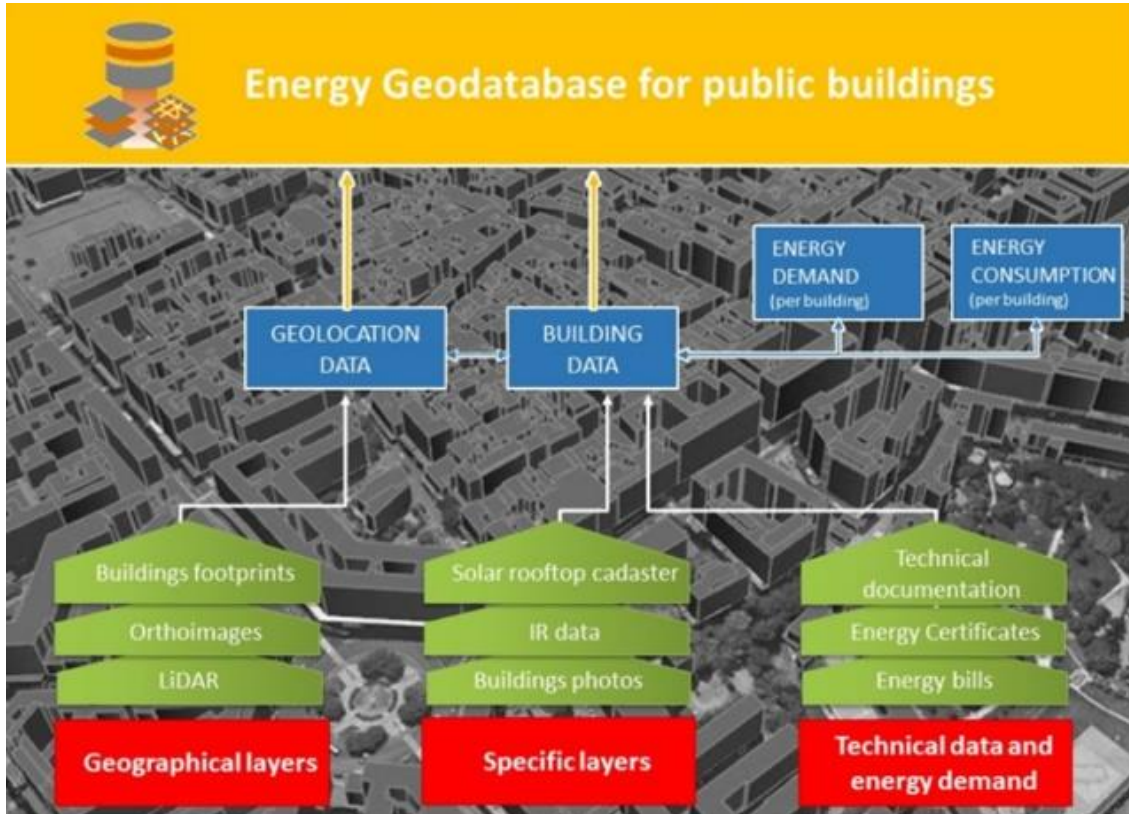 Energy Geodatabase for public buildings
ENERGY
DEMAND
(per building)
ENERGY
CONSUMPTION
(per building)
GEOLOCATION
DATA
BUILDING
DATA
Buildings footprints
Orthoimages
LiDAR
Geographical layers
Solar rooftop cadaster
IR data
Buildings photos
Specific layers
Technical
documentation
Energy Certificates
Energy bills
Technical data and
energy demand